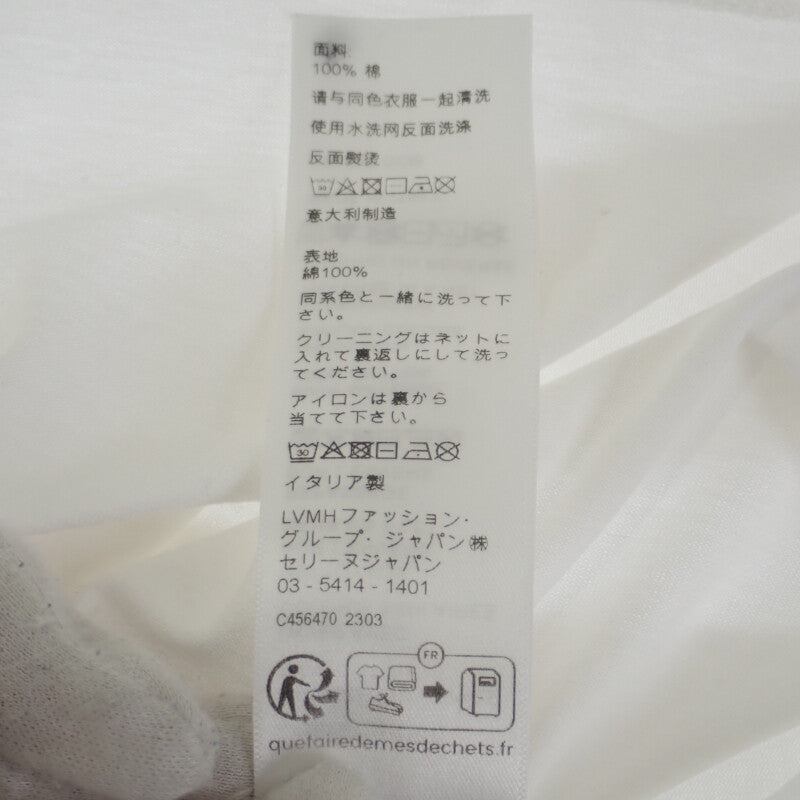 面料
100% 棉
请与同色衣服一起清洗
使用水洗网反面洗涤
反面熨烫
30
意大利制造
表地
綿100%
同系色と一緒に洗って下
さい。
クリーニングはネットに
入れて裏返しにして洗っ
てください。
アイロンは裏から
当てて下さい。
30
イタリア製
LVMHファッション・
グループ・ジャパン㈱
セリーヌジャパン
03-5414-1401
C456470 2303
FR
quefairedemesdechets.fr